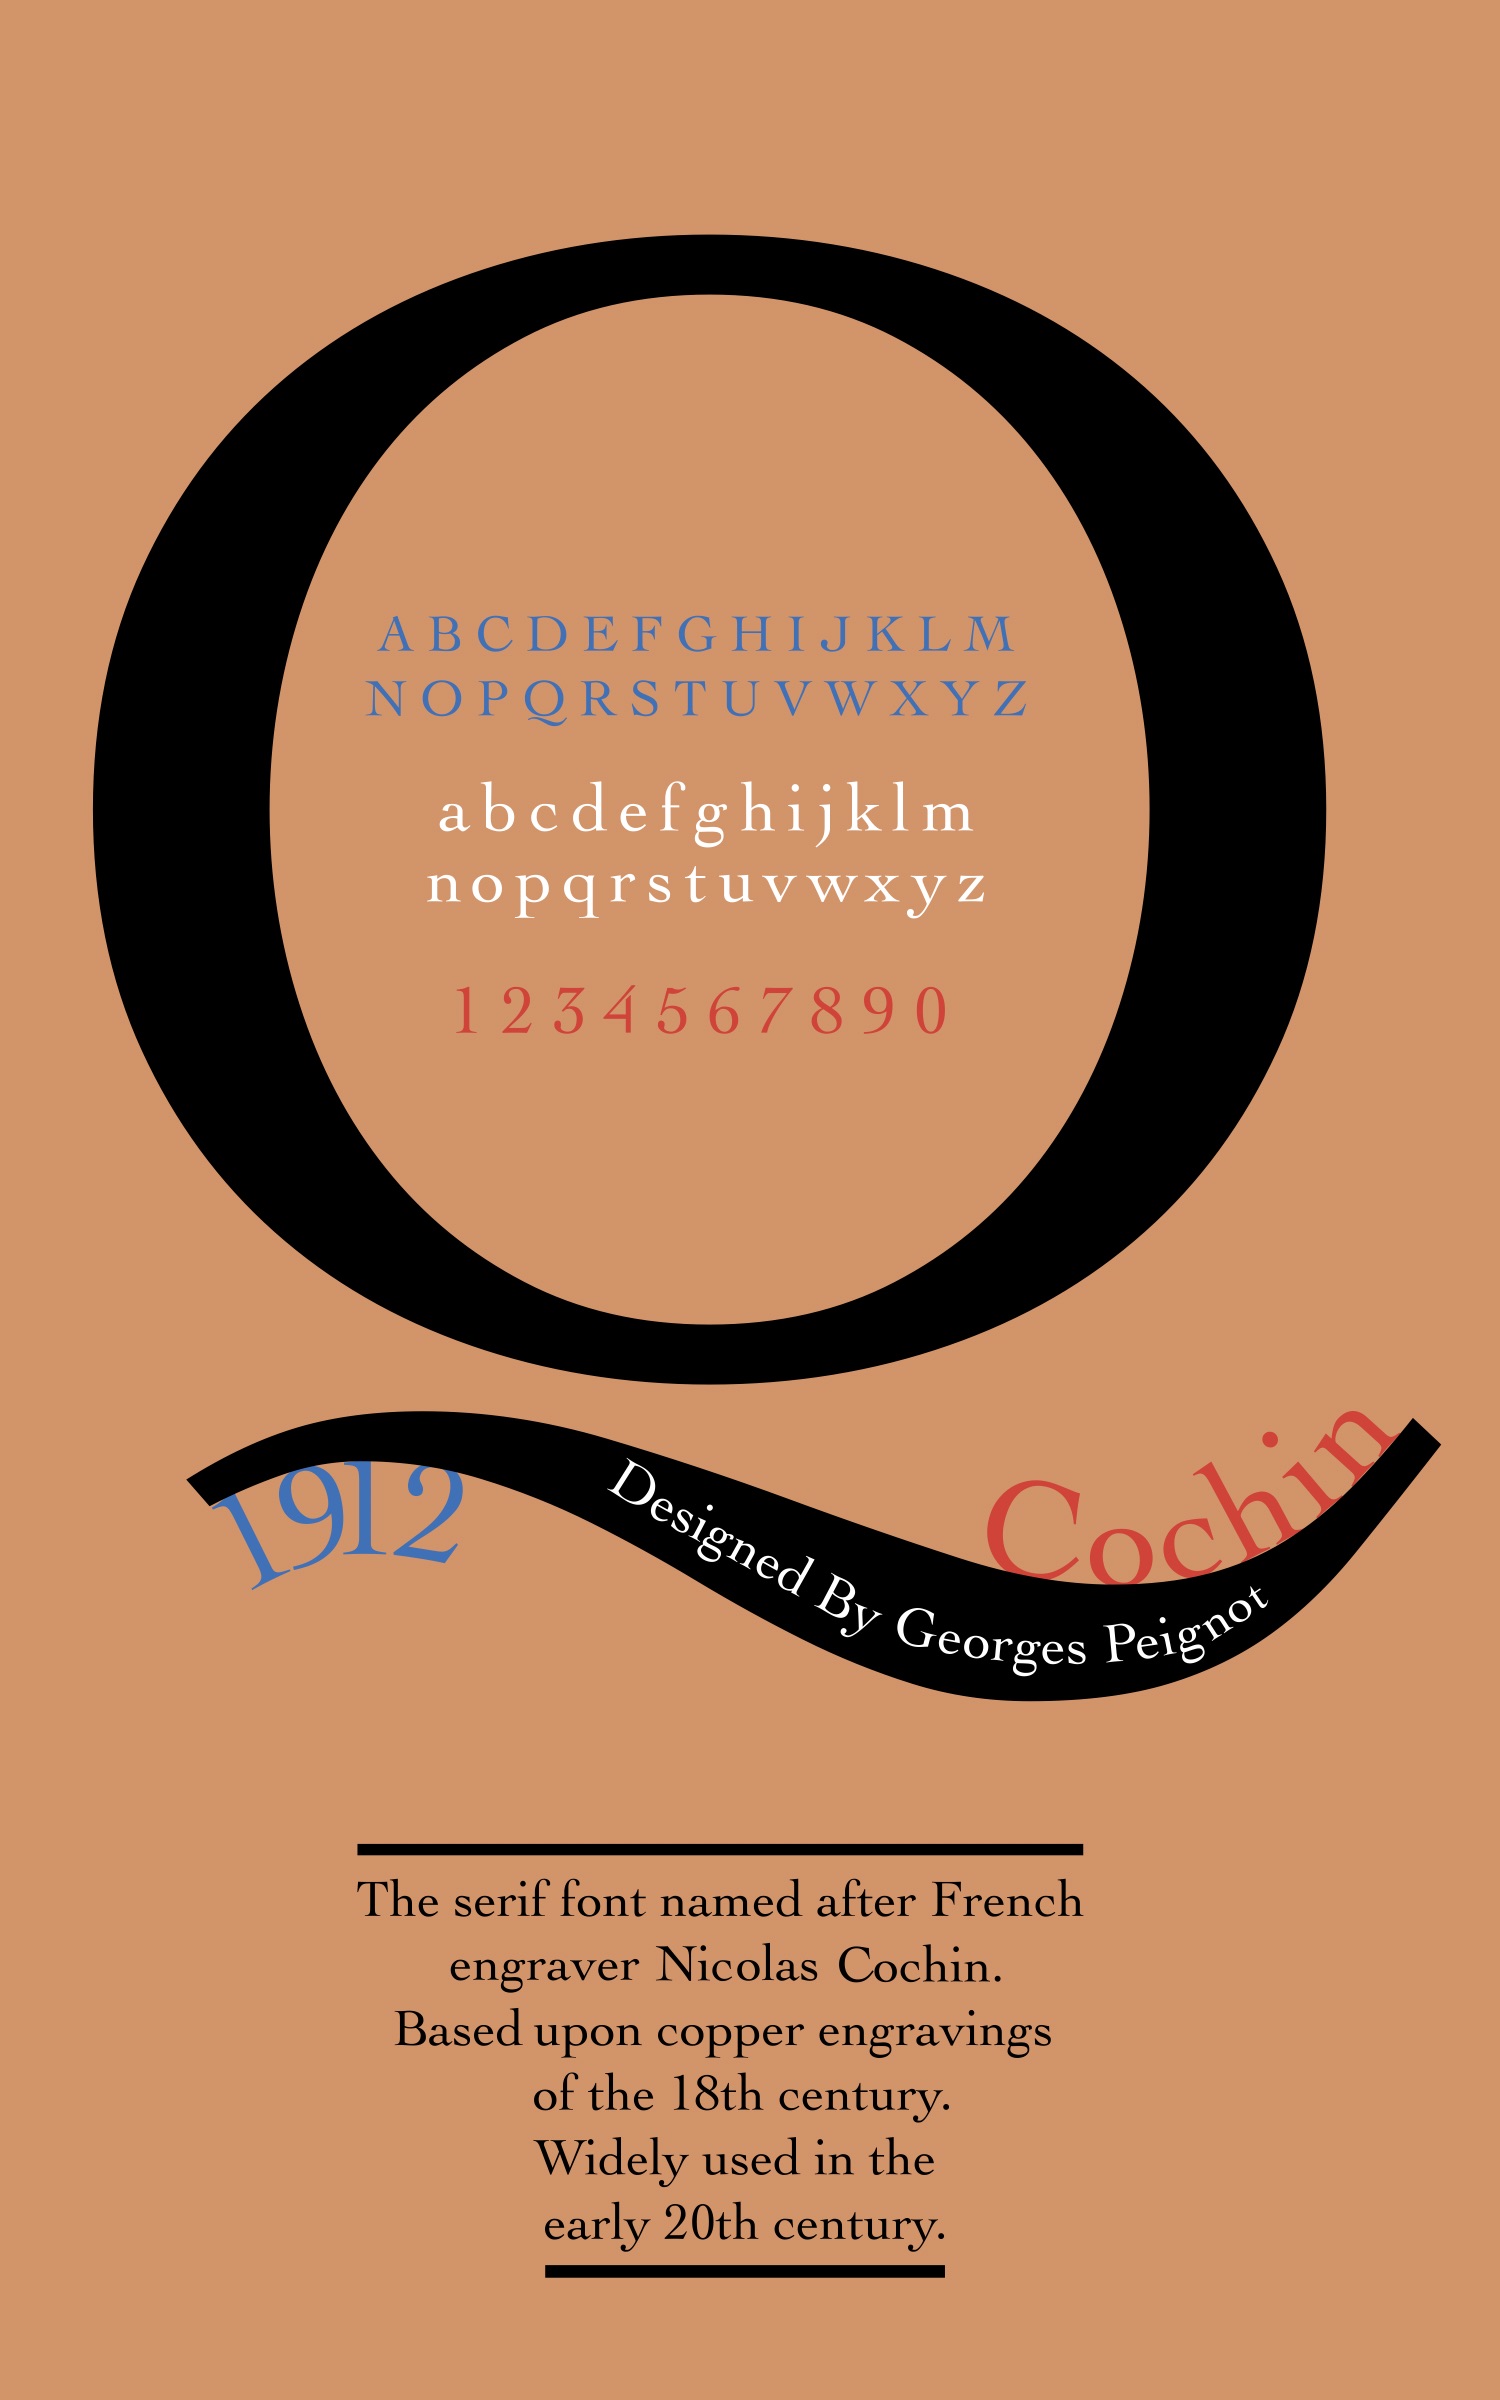 Q
A B C D E F G H I J K L M
N O P Q R S T U V W X Y Z
a b c d e f g h i j k l m
n o p q r s t u v w x y z
1 2 3 4 5 6 7 8 9 0
1912
Cochin
Designed By Georges Peignot
The serif font named after French
engraver Nicolas Cochin.
Based upon copper engravings
of the 18th century.
Widely used in the
early 20th century.